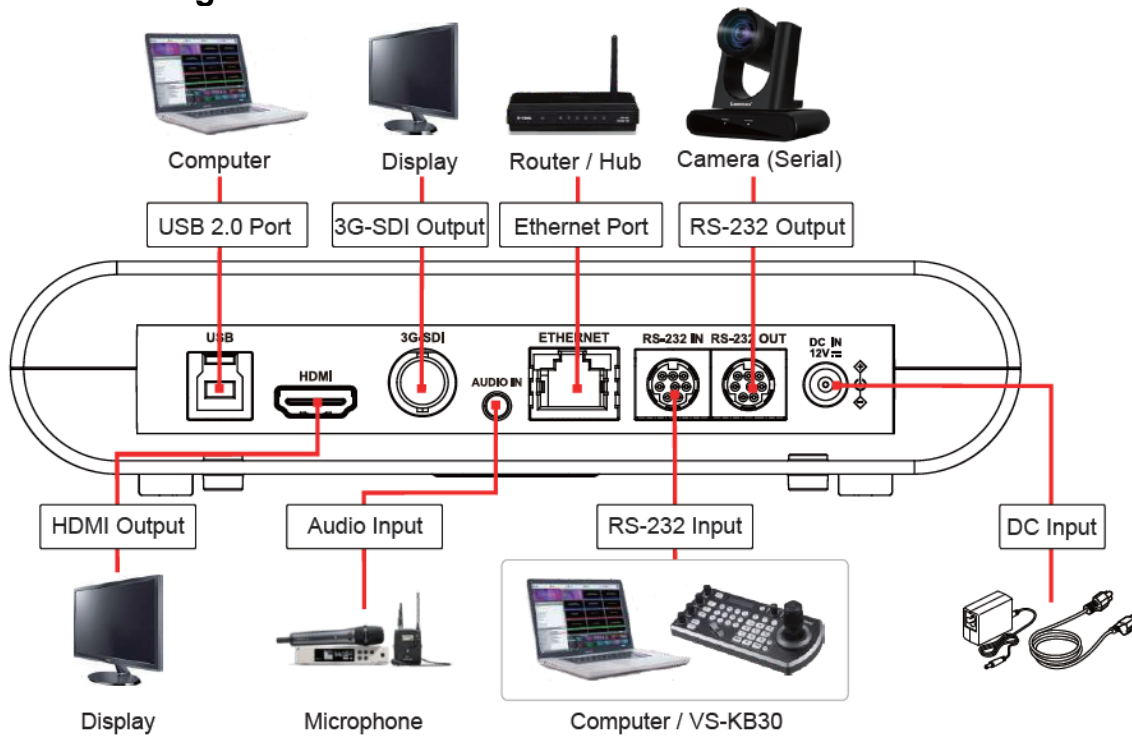 g
Computer
Display
Router / Hub
Camera (Serial)
USB 2.0 Port
3G-SDI Output
Ethernet Port
RS-232 Output
USB
HDMI
3G-SDI
AUDIO IN
ETHERNET
RS-232 IN
RS-232 OUT
DC IN
12V
HDMI Output
Audio Input
RS-232 Input
DC Input
Display
Microphone
Computer / VS-KB30